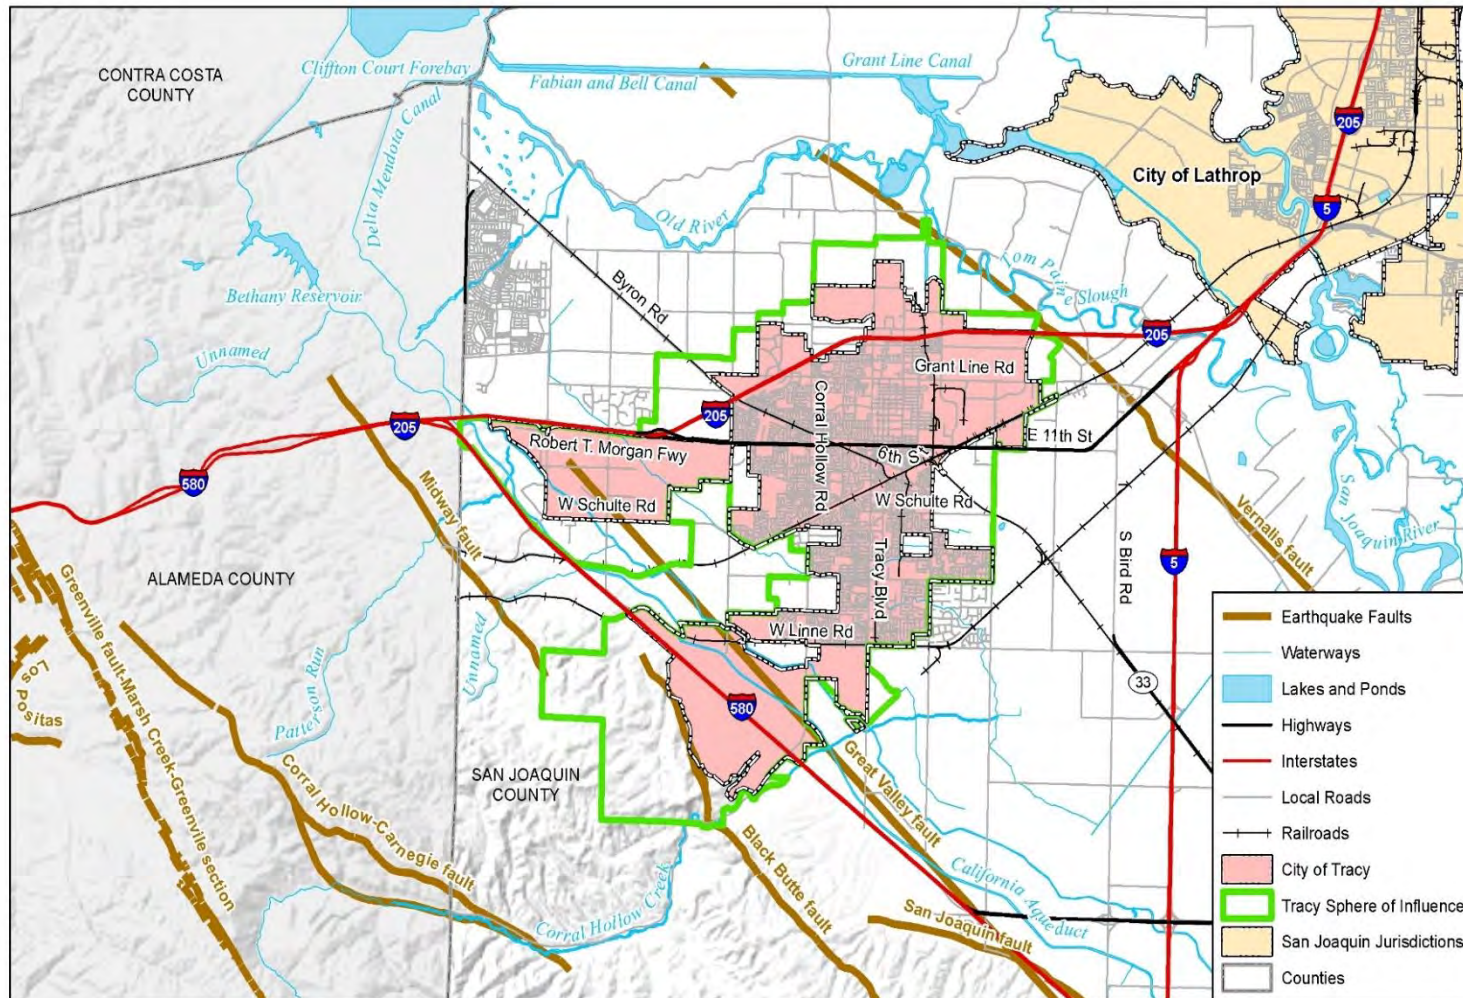 CONTRA COSTA
COUNTY
Cliffton Court Forebay
Fabian and Bell Canal
Grant Line Canal
Delta Mendota Canal
205
City of Lathrop
5
Old River
Tom Paine Slough
Byron Rd
Bethany Reservoir
Unnamed
205
Grant Line Rd
205
Corral Hollow Rd
205
Robert T. Morgan Fwy
E 11th St
6th St
580
W Schulte Rd
W Schulte Rd
Midway fault
Vernalis fault
San Joaquin River
Tracy Blvd
S Bird Rd
5
ALAMEDA COUNTY
Greenville fault-Marsh Creek-Greenvile section
Los
Positas
Unnamed
W Linne Rd
Patterson Run
33
580
Great Valley fault
SAN JOAQUIN
COUNTY
Corral Hollow-Carnegie fault
Black Butte fault
California Aqueduct
Corral Hollow Creek
San Joaquin fault
Earthquake Faults
Waterways
Lakes and Ponds
Highways
Interstates
Local Roads
Railroads
City of Tracy
Tracy Sphere of Influence
San Joaquin Jurisdictions
Counties